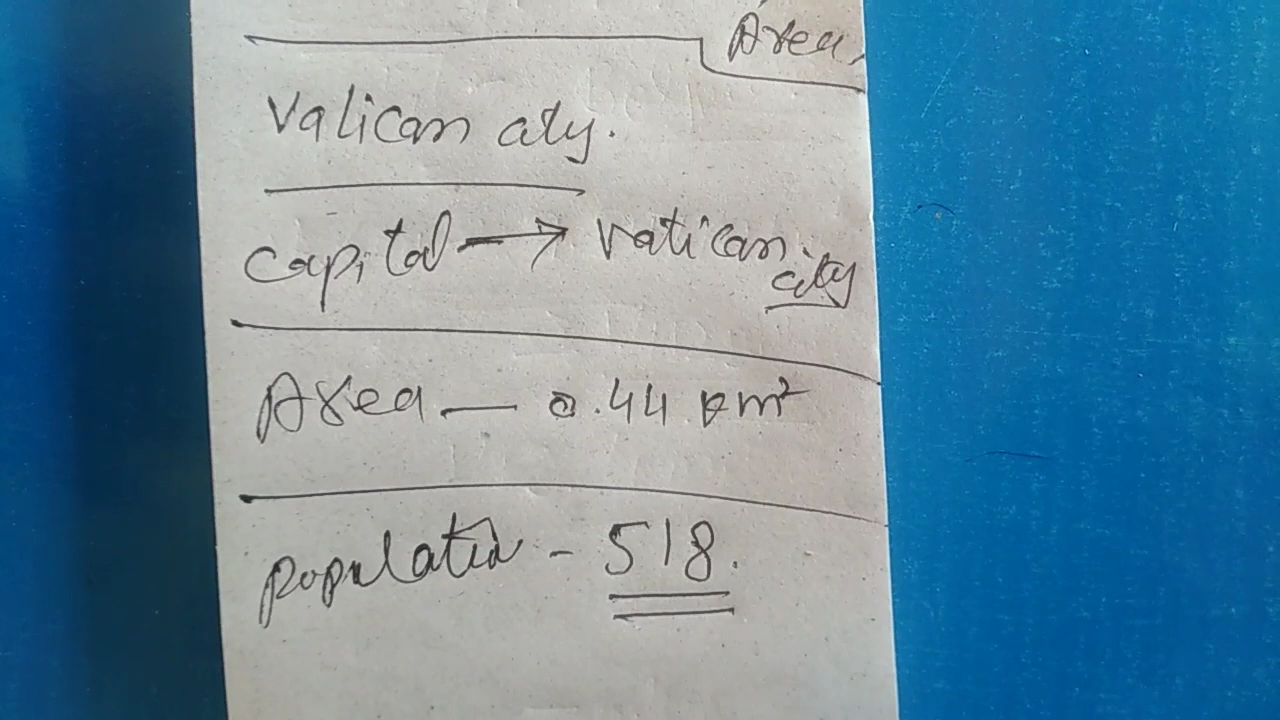 Area
Vatican city.
Capital → Vatican city
Area — 0.44 km²
population - 518.